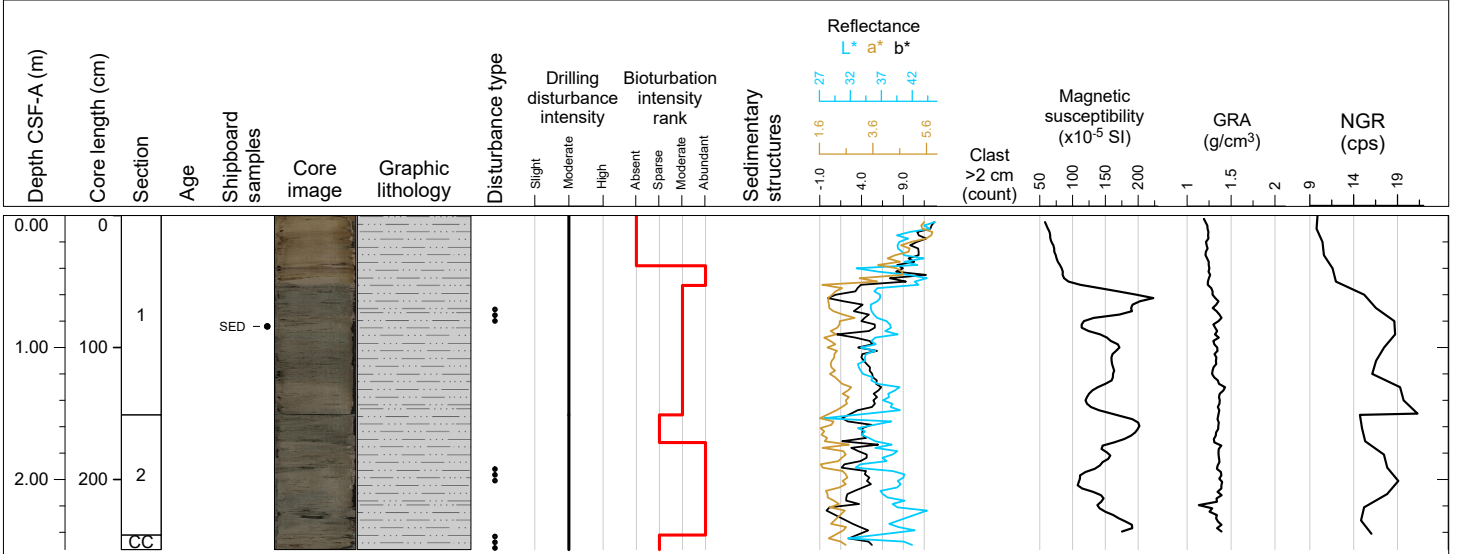 Depth CSF-A (m)
Core length (cm)
Section
Age
Shipboard
samples
Core
image
Graphic
lithology
Disturbance type
Drilling
disturbance
intensity
Slight
Moderate
High
Bioturbation
intensity
rank
Absent
Sparse
Moderate
Abundant
Sedimentary
structures
Reflectance
L* a* b*
27 32 37 42
1.6 3.6 5.6
-1.0 4.0 9.0
Clast
>2 cm
(count)
Magnetic
susceptibility
(x10-5 SI)
50 100 150 200
GRA
(g/cm3)
1 1.5 2
NGR
(cps)
9 14 19
0.00 0
1
SED
1.00 100
2.00 200 2
CC